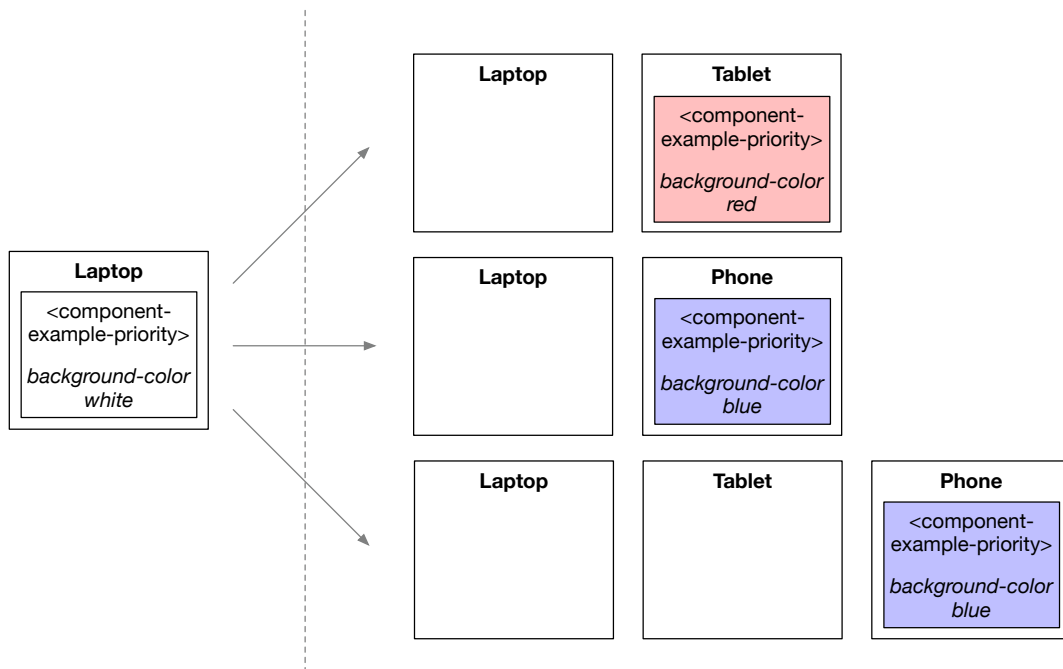 Laptop
<component-
example-priority>
background-color
white
Laptop
Tablet
<component-
example-priority>
background-color
red
Laptop
Phone
<component-
example-priority>
background-color
blue
Laptop
Tablet
Phone
<component-
example-priority>
background-color
blue